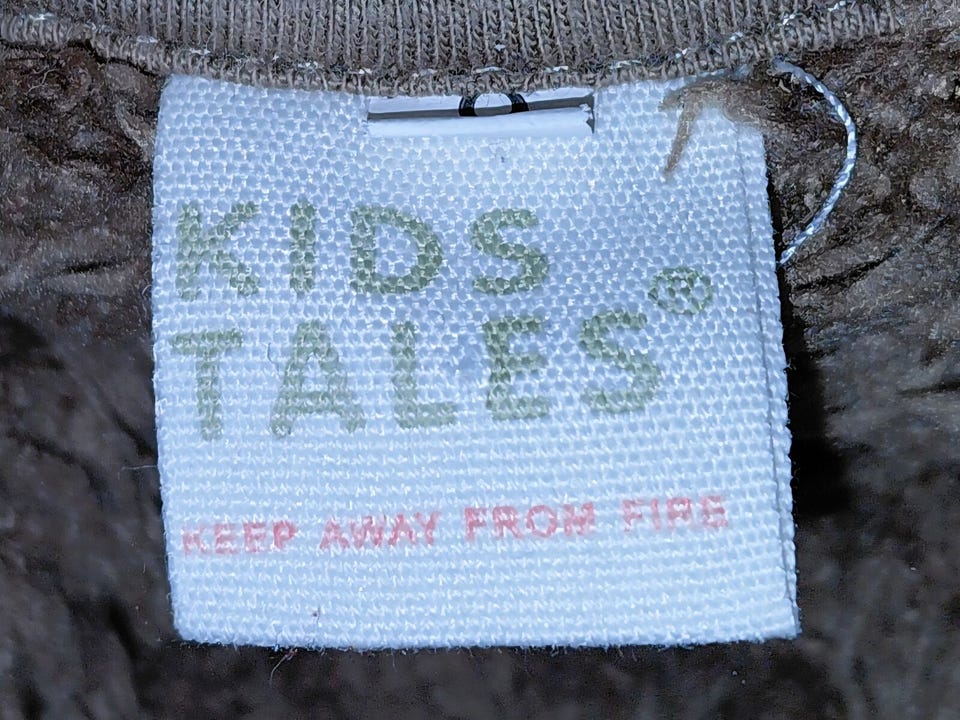 KIDS
TALES®
KEEP AWAY FROM FIRE